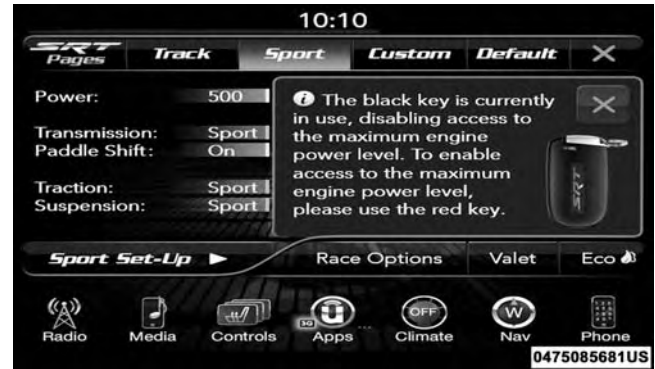 10:10
SRT Pages Track Sport Custom Default X
Power: 500
Transmission: Sport
Paddle Shift: On
Traction: Sport
Suspension: Sport
i The black key is currently
in use, disabling access to
the maximum engine
power level. To enable
access to the maximum
engine power level,
please use the red key.
X
SRT
Sport Set-Up Race Options Valet Eco
3G U OFF W
Radio Media Controls Apps ... Climate Nav Phone
0475085681US